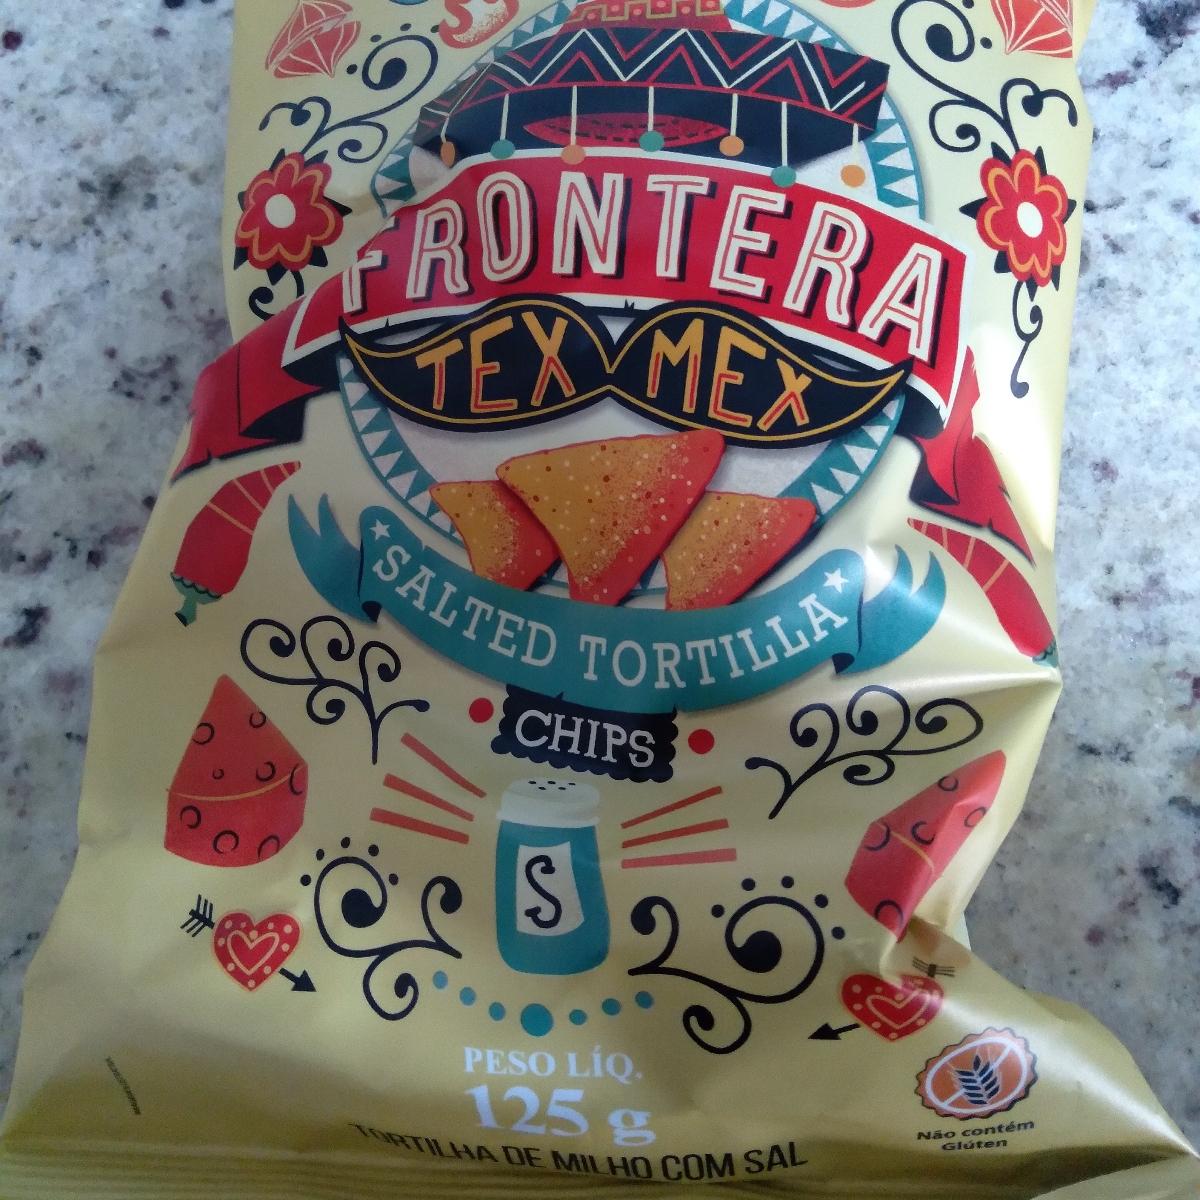 FRONTERA
TEX MEX
SALTED TORTILLA
CHIPS
S
PESO LÍQ.
125 g
Não contém
Glúten
TORTILHA DE MILHO COM SAL